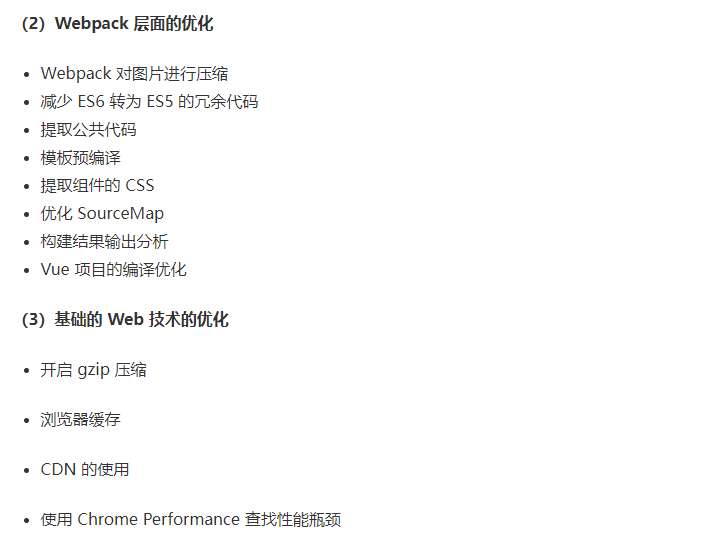 （2）Webpack 层面的优化
Webpack 对图片进行压缩
减少 ES6 转为 ES5 的冗余代码
提取公共代码
模板预编译
提取组件的 CSS
优化 SourceMap
构建结果输出分析
Vue 项目的编译优化
（3）基础的 Web 技术的优化
开启 gzip 压缩
浏览器缓存
CDN 的使用
使用 Chrome Performance 查找性能瓶颈